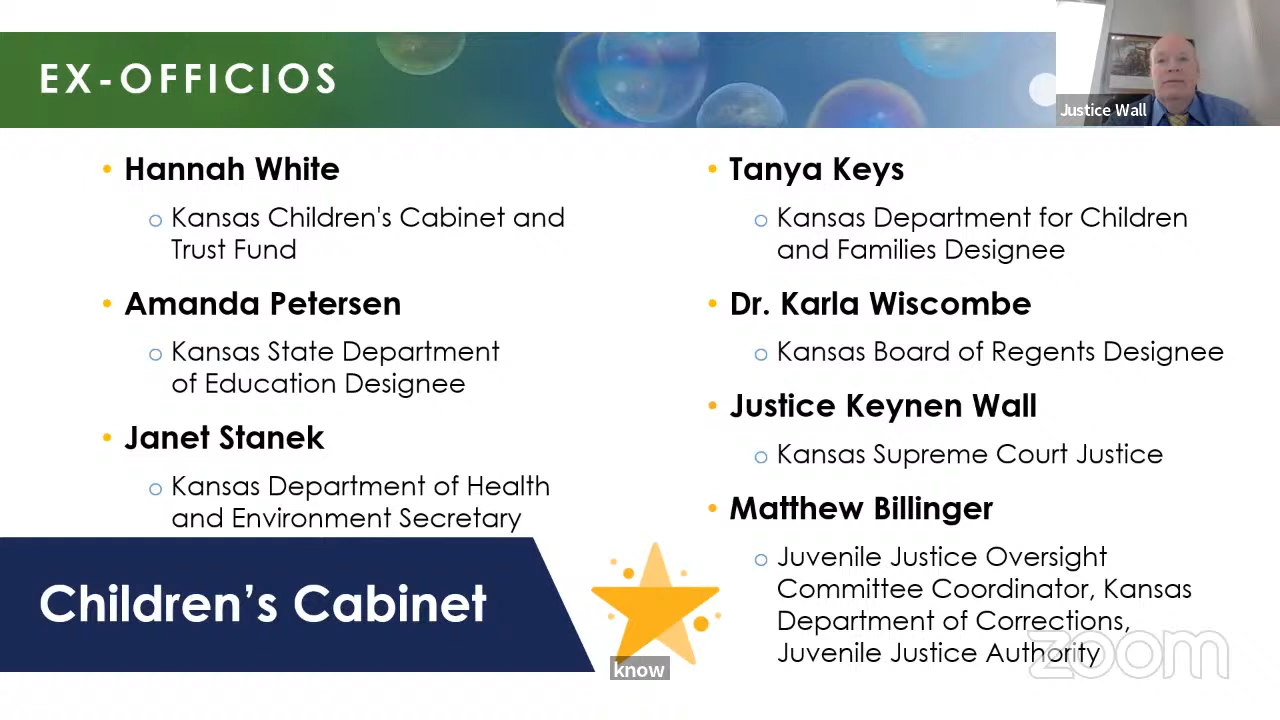 EX-OFFICIOS
Justice Wall
• Hannah White
o Kansas Children's Cabinet and
Trust Fund
• Amanda Petersen
o Kansas State Department
of Education Designee
• Janet Stanek
o Kansas Department of Health
and Environment Secretary
• Tanya Keys
o Kansas Department for Children
and Families Designee
• Dr. Karla Wiscombe
o Kansas Board of Regents Designee
• Justice Keynen Wall
o Kansas Supreme Court Justice
• Matthew Billinger
o Juvenile Justice Oversight
Committee Coordinator, Kansas
Department of Corrections,
Juvenile Justice Authority
Children’s Cabinet
know
zoom